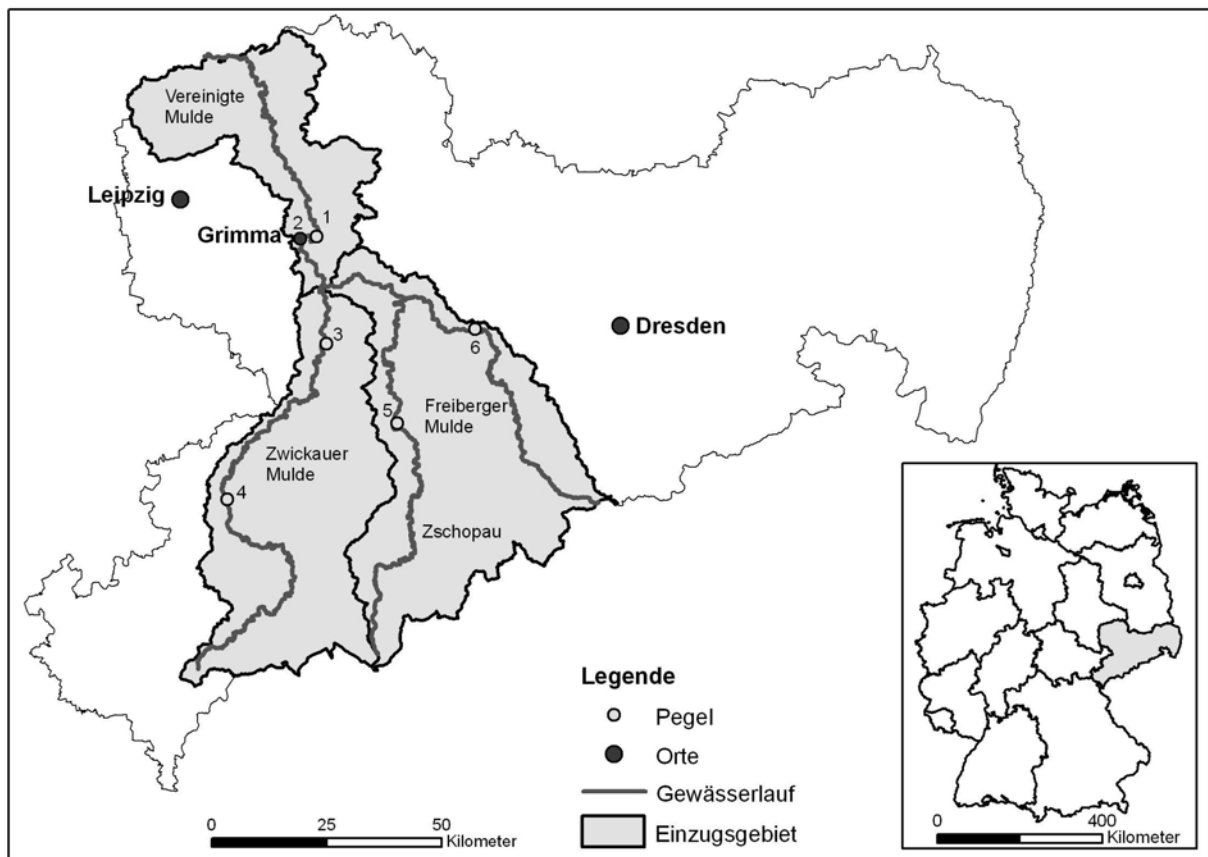 Vereinigte
Mulde
Leipzig
2
1
Grimma
Dresden
3
6
5
Freiberger
Mulde
Zwickauer
Mulde
4
Zschopau
Legende
Pegel
Orte
Gewässerlauf
Einzugsgebiet
0
25
50
Kilometer
0
400
Kilometer